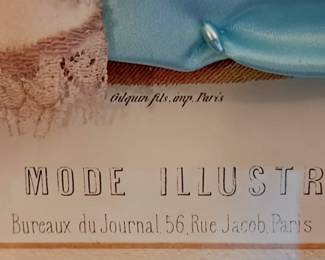 Gilquin fils, imp. Paris
MODE ILLUSTR
Bureaux du Journal. 56, Rue Jacob, Paris